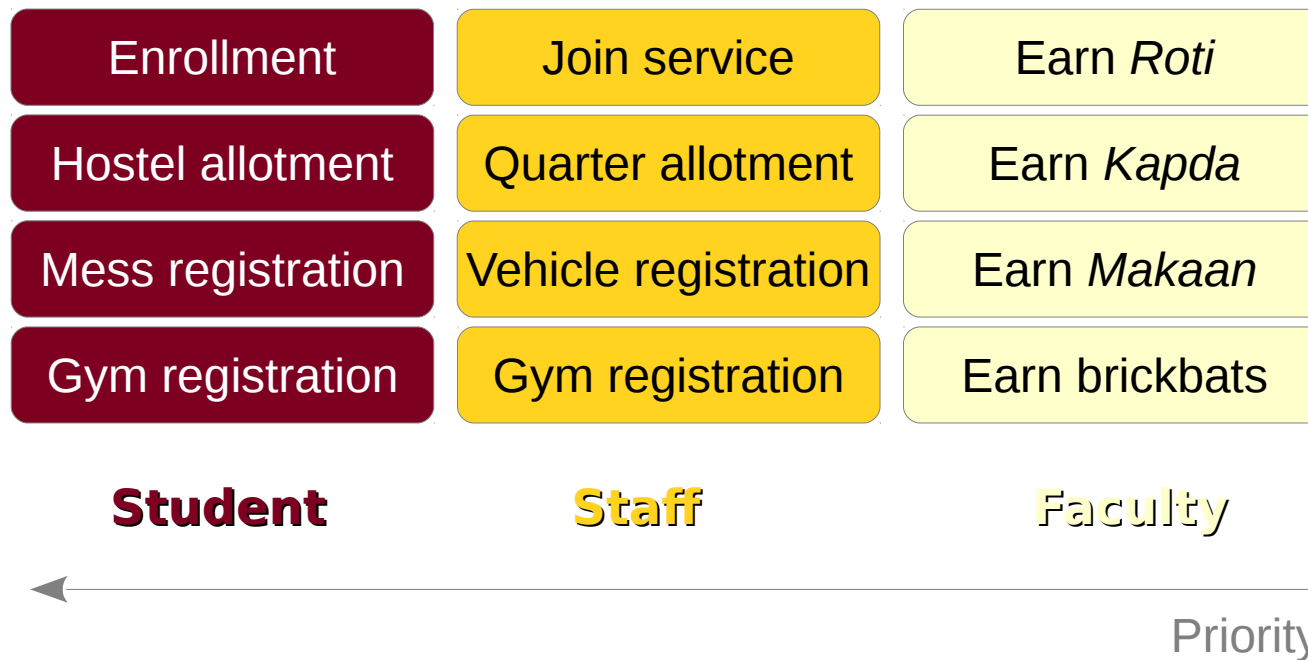 Enrollment
Join service
Earn Roti
Hostel allotment
Quarter allotment
Earn Kapda
Mess registration
Vehicle registration
Earn Makaan
Gym registration
Gym registration
Earn brickbats
Student
Staff
Faculty
Priority